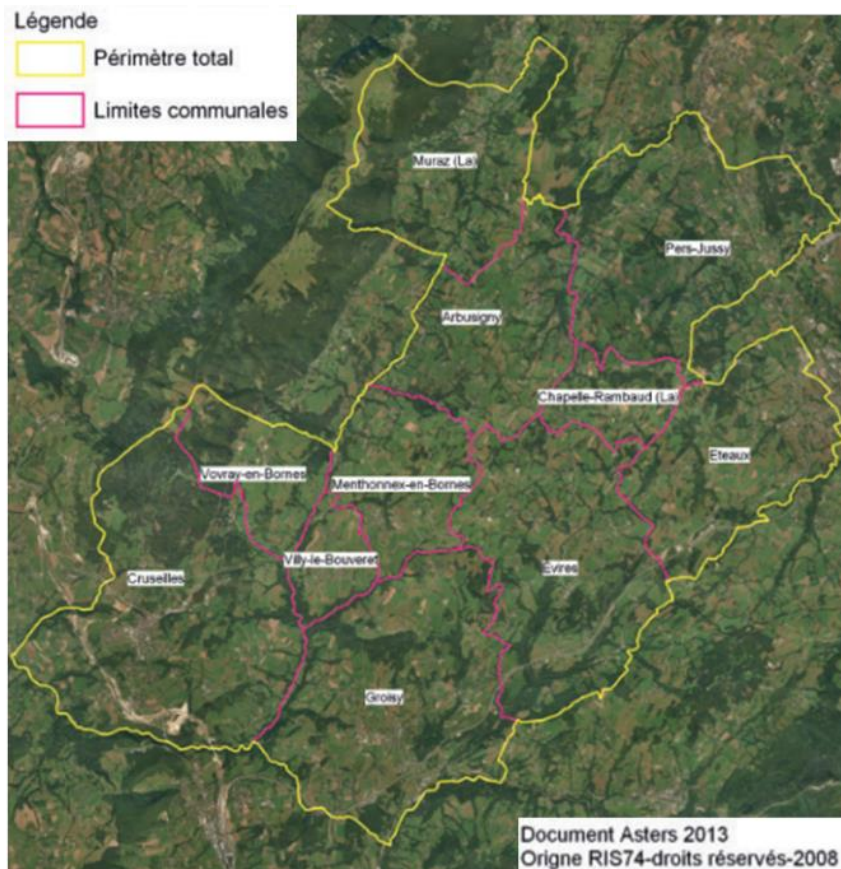 Légende
Périmètre total
Limites communales
Muraz (La)
Pers-Jussy
Arbusigny
Chapelle-Rambaud (La)
Eteaux
Vovray-en-Bornes
Menthonnex-en-Bornes
Villy-le-Bouveret
Évires
Cruseilles
Groisy
Document Asters 2013
Origne RIS74-droits réservés-2008